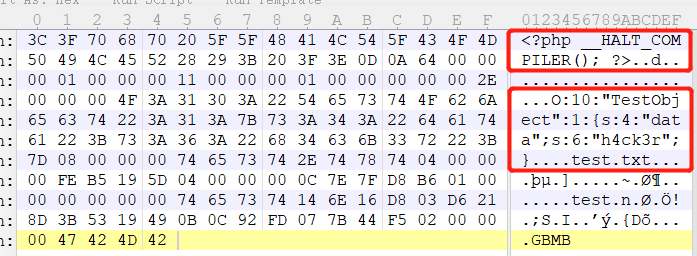 it As: Hex Run Script Run Template
0 1 2 3 4 5 6 7 8 9 A B C D E F 0123456789ABCDEF
h: 3C 3F 70 68 70 20 5F 5F 48 41 4C 54 5F 43 4F 4D <?php __HALT_COM
h: 50 49 4C 45 52 28 29 3B 20 3F 3E 0D 0A 64 00 00 PILER(); ?>..d..
h: 00 01 00 00 00 11 00 00 00 01 00 00 00 00 00 2E ................
h: 00 00 00 4F 3A 31 30 3A 22 54 65 73 74 4F 62 6A ...O:10:"TestObj
h: 65 63 74 22 3A 31 3A 7B 73 3A 34 3A 22 64 61 74 ect":1:{s:4:"dat
h: 61 22 3B 73 3A 36 3A 22 68 34 63 6B 33 72 22 3B a";s:6:"h4ck3r";
h: 7D 08 00 00 00 74 65 73 74 2E 74 78 74 04 00 00 }....test.txt...
h: 00 FE B5 19 5D 04 00 00 00 0C 7E 7F D8 B6 01 00 .þµ.].....~.Ø¶..
h: 00 00 00 00 00 74 65 73 74 14 6E 16 D8 03 D6 21 .....test.n.Ø.Ö!
h: 8D 3B 53 19 49 0B 0C 92 FD 07 7B 44 F5 02 00 00 .;S.I..’ý.{Dõ...
h: 00 47 42 4D 42 .GBMB